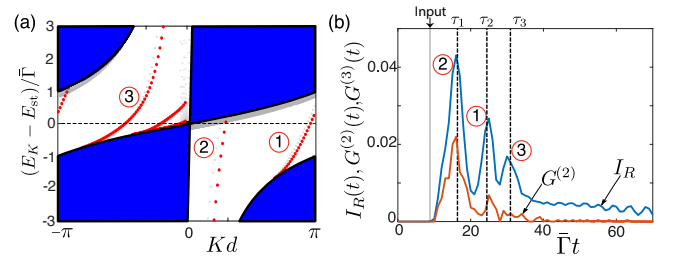 (a)
3
2
1
0
-1
-2
-3
(E_K − E_st)/Γ̄
③
②
①
−π
0
π
Kd
(b)
Input
τ₁
τ₂
τ₃
0.04
0.02
0
I_R(t), G⁽²⁾(t), G⁽³⁾(t)
②
①
③
G⁽²⁾
I_R
0
20
40
60
Γ̄t